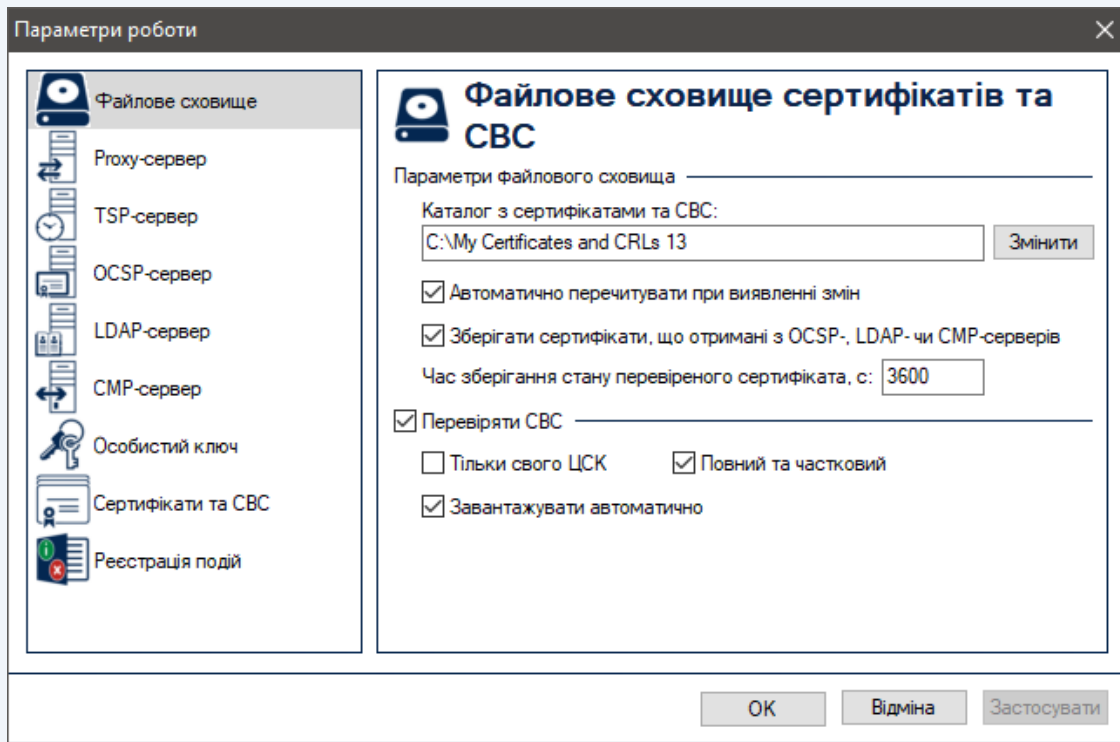 Параметри роботи
Файлове сховище
Proxy-сервер
TSP-сервер
OCSP-сервер
LDAP-сервер
CMP-сервер
Особистий ключ
Сертифікати та СВС
Реєстрація подій
Файлове сховище сертифікатів та
СВС
Параметри файлового сховища
Каталог з сертифікатами та СВС:
C:\My Certificates and CRLs 13
Змінити
Автоматично перечитувати при виявленні змін
Зберігати сертифікати, що отримані з OCSP-, LDAP- чи CMP-серверів
Час зберігання стану перевіреного сертифіката, с: 3600
Перевіряти СВС
Тільки свого ЦСК Повний та частковий
Завантажувати автоматично
OK Відміна Застосувати